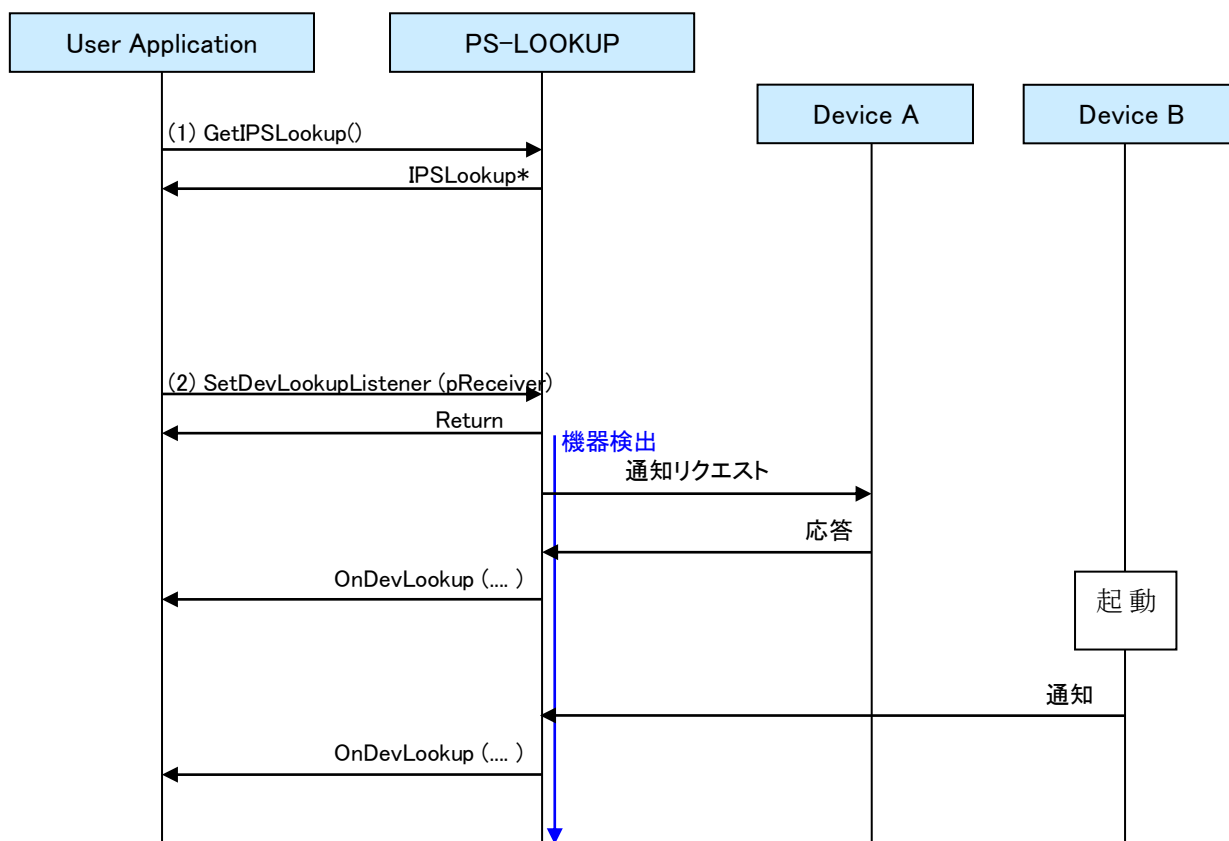 User Application
PS-LOOKUP
Device A
Device B
(1) GetIPSLookup()
IPSLookup*
(2) SetDevLookupListener (pReceiver)
Return
機器検出
通知リクエスト
応答
OnDevLookup (.... )
起動
通知
OnDevLookup (.... )